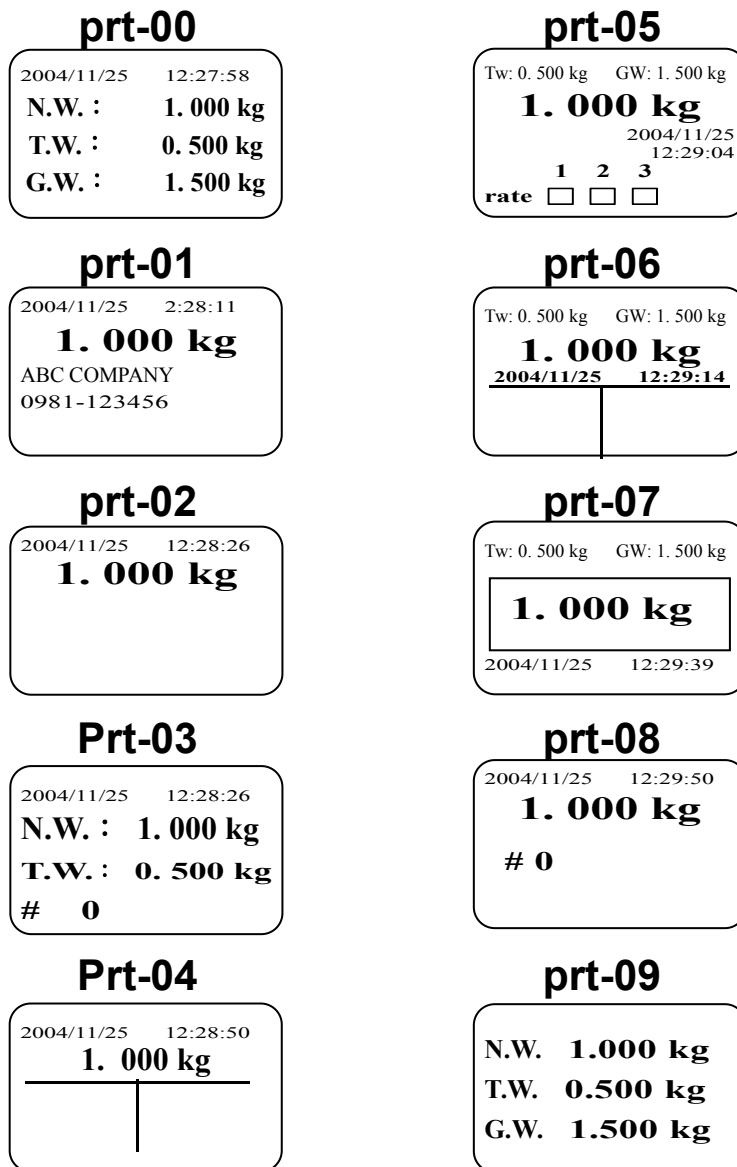 prt-00
2004/11/25 12:27:58
N.W.： 1. 000 kg
T.W.： 0. 500 kg
G.W.： 1. 500 kg
prt-01
2004/11/25 2:28:11
1. 000 kg
ABC COMPANY
0981-123456
prt-02
2004/11/25 12:28:26
1. 000 kg
Prt-03
2004/11/25 12:28:26
N.W.： 1. 000 kg
T.W.： 0. 500 kg
# 0
Prt-04
2004/11/25 12:28:50
1. 000 kg
prt-05
Tw: 0. 500 kg GW: 1. 500 kg
1. 000 kg
2004/11/25
12:29:04
1 2 3
rate
prt-06
Tw: 0. 500 kg GW: 1. 500 kg
1. 000 kg
2004/11/25 12:29:14
prt-07
Tw: 0. 500 kg GW: 1. 500 kg
1. 000 kg
2004/11/25 12:29:39
prt-08
2004/11/25 12:29:50
1. 000 kg
# 0
prt-09
N.W. 1.000 kg
T.W. 0.500 kg
G.W. 1.500 kg